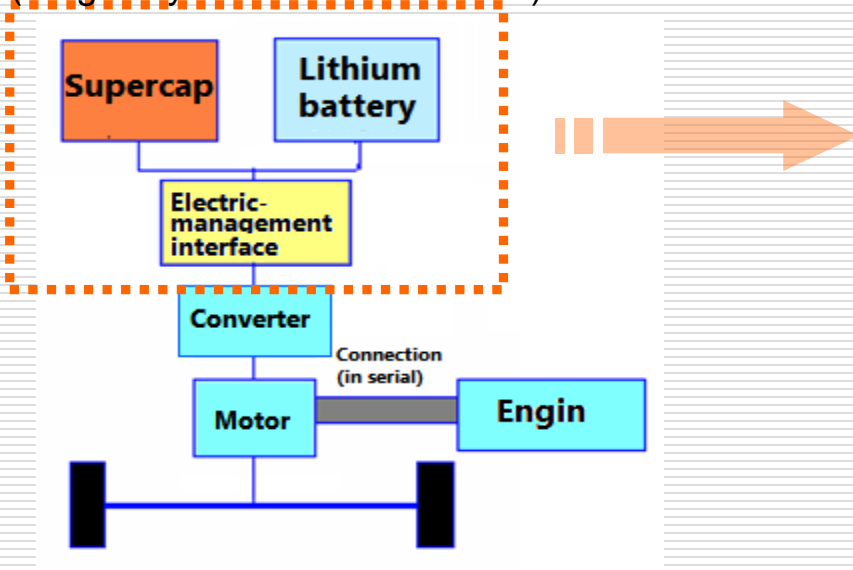 Supercap
Lithium
battery
Electric-
management
interface
Converter
Connection
(in serial)
Motor
Engin